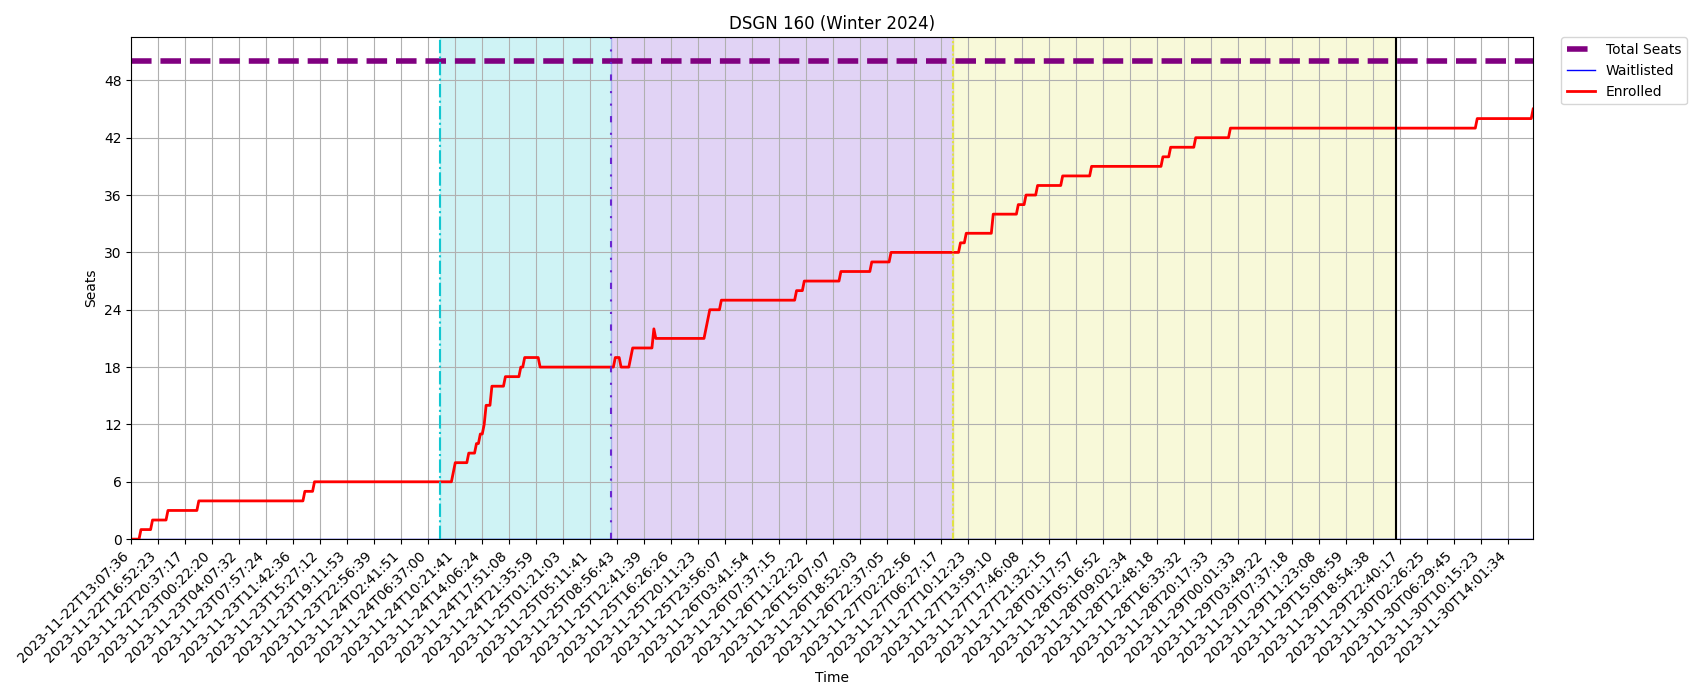 DSGN 160 (Winter 2024)
Total Seats
Waitlisted
Enrolled
Seats
48
42
36
30
24
18
12
6
0
2023-11-22T13:07:36
2023-11-22T16:52:23
2023-11-22T20:37:17
2023-11-23T00:22:20
2023-11-23T04:07:32
2023-11-23T07:57:24
2023-11-23T11:42:36
2023-11-23T15:27:12
2023-11-23T19:11:53
2023-11-23T22:56:39
2023-11-24T02:41:51
2023-11-24T06:37:00
2023-11-24T10:21:41
2023-11-24T14:06:24
2023-11-24T17:51:08
2023-11-24T21:35:59
2023-11-25T01:21:03
2023-11-25T05:11:41
2023-11-25T08:56:43
2023-11-25T12:41:39
2023-11-25T16:26:26
2023-11-25T20:11:23
2023-11-25T23:56:07
2023-11-26T03:41:54
2023-11-26T07:37:15
2023-11-26T11:22:22
2023-11-26T15:07:07
2023-11-26T18:52:03
2023-11-26T22:37:05
2023-11-27T02:22:56
2023-11-27T06:27:17
2023-11-27T10:12:23
2023-11-27T13:59:10
2023-11-27T17:46:08
2023-11-27T21:32:15
2023-11-28T01:17:57
2023-11-28T05:16:52
2023-11-28T09:02:34
2023-11-28T12:48:18
2023-11-28T16:33:32
2023-11-28T20:17:33
2023-11-29T00:01:33
2023-11-29T03:49:22
2023-11-29T07:37:18
2023-11-29T11:23:08
2023-11-29T15:08:59
2023-11-29T18:54:38
2023-11-29T22:40:17
2023-11-30T02:26:25
2023-11-30T06:29:45
2023-11-30T10:15:23
2023-11-30T14:01:34
Time